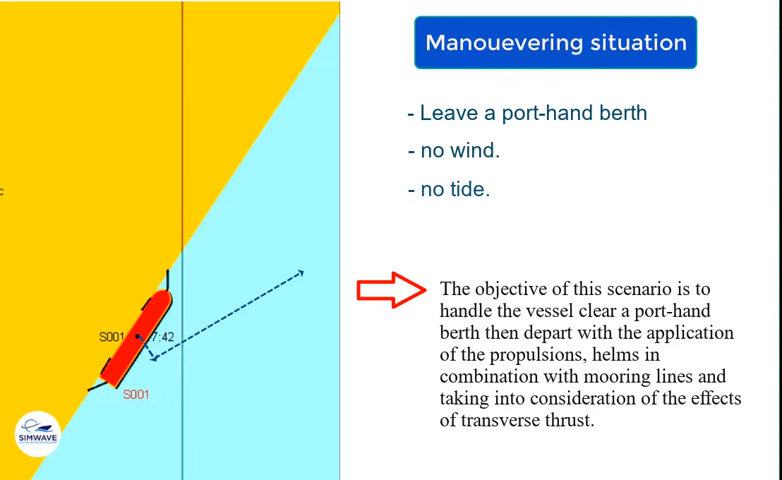 Manouevering situation
- Leave a port-hand berth
- no wind.
- no tide.
c
The objective of this scenario is to
handle the vessel clear a port-hand
berth then depart with the application
of the propulsions, helms in
combination with mooring lines and
taking into consideration of the effects
of transverse thrust.
S001
7:42
S001
SIMWAVE